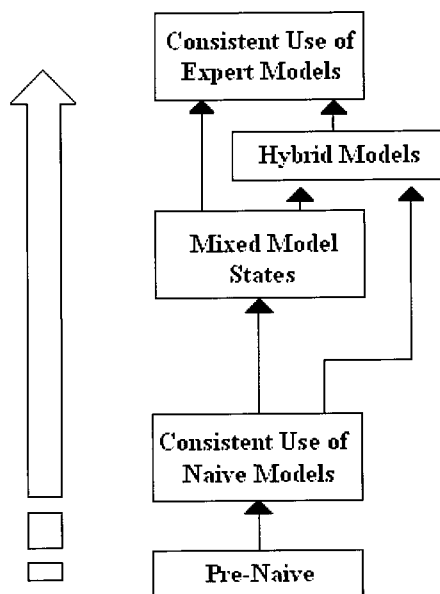 Consistent Use of
Expert Models
Hybrid Models
Mixed Model
States
Consistent Use of
Naive Models
Pre-Naive